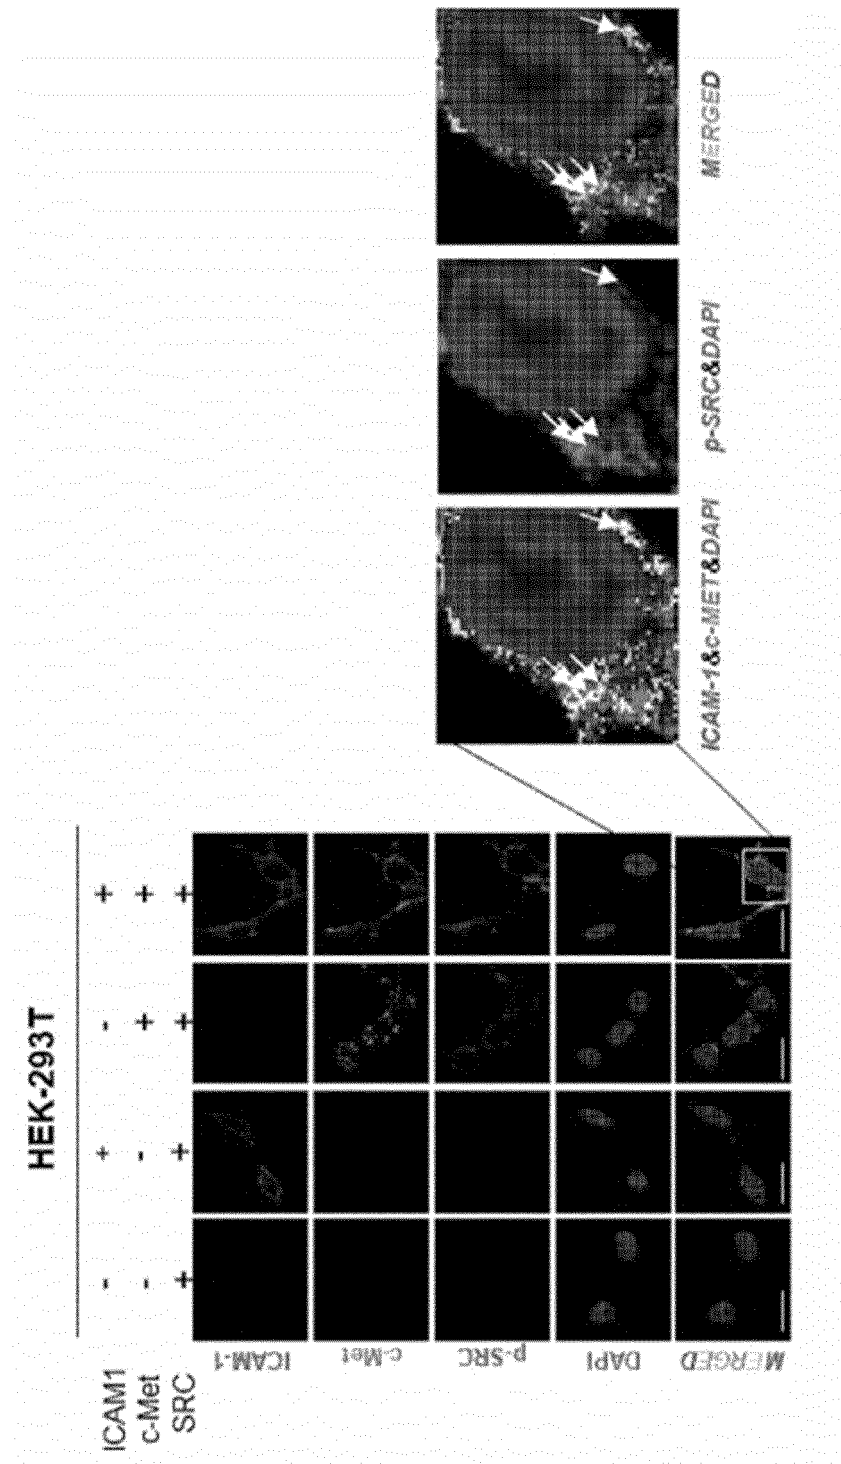 HEK-293T
ICAM1 - + - +
c-Met - - + +
SRC + + + +
ICAM-1
c-Met
p-SRC
DAPI
MERGED
ICAM-1&c-MET&DAPI
p-SRC&DAPI
MERGED